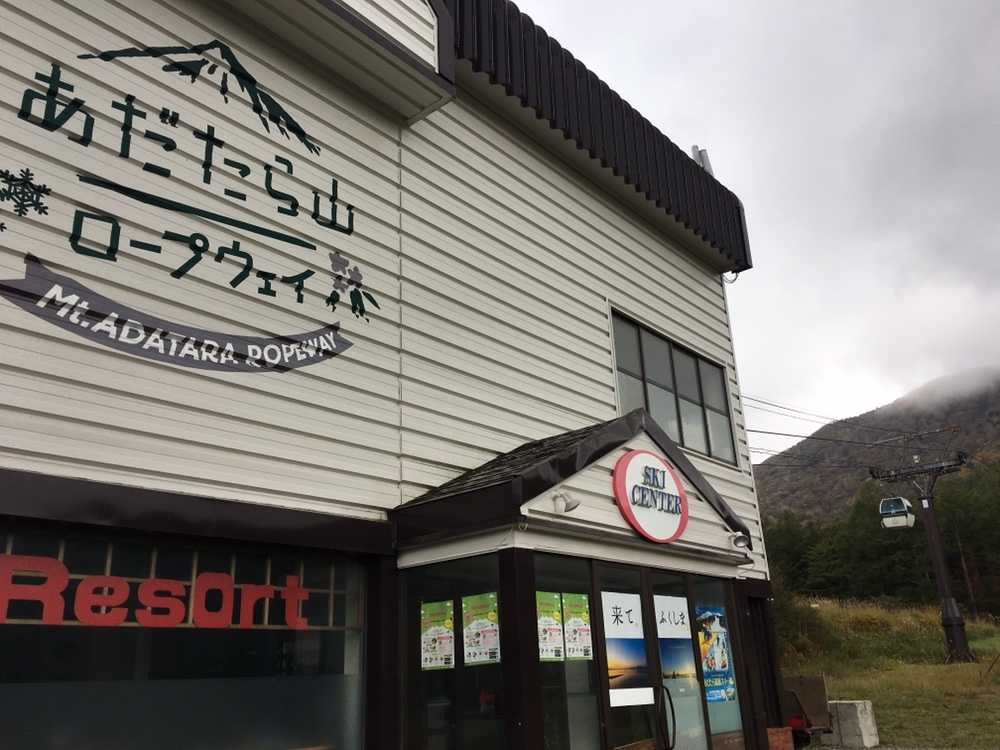 あだたら山
ロープウェイ
Mt.ADATARA ROPEWAY
SKI
CENTER
Resort
来て、
ふくしま